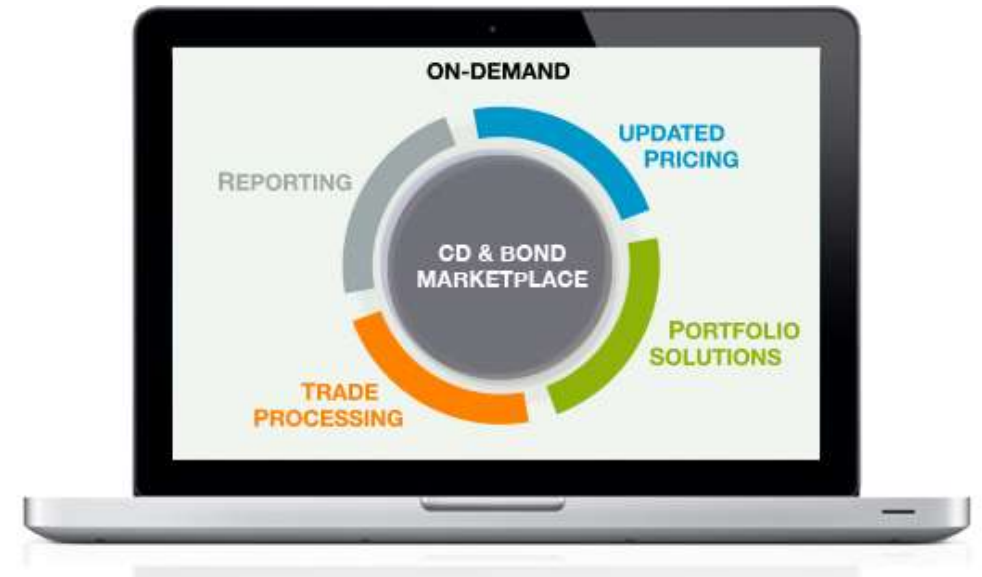 ON-DEMAND
UPDATED
PRICING
REPORTING
CD & BOND
MARKETPLACE
PORTFOLIO
SOLUTIONS
TRADE
PROCESSING